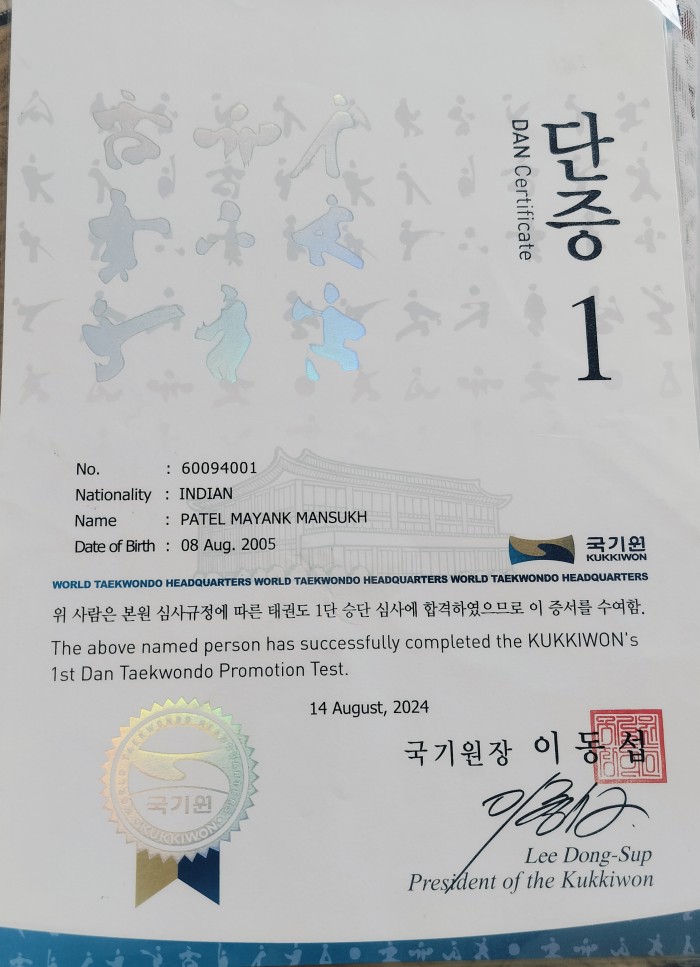 단증 1
DAN Certificate
No. : 60094001
Nationality : INDIAN
Name : PATEL MAYANK MANSUKH
Date of Birth : 08 Aug. 2005
국기원
KUKKIWON
WORLD TAEKWONDO HEADQUARTERS WORLD TAEKWONDO HEADQUARTERS WORLD TAEKWONDO HEADQUARTERS
위 사람은 본원 심사규정에 따른 태권도 1단 승단 심사에 합격하였으므로 이 증서를 수여함.
The above named person has successfully completed the KUKKIWON's
1st Dan Taekwondo Promotion Test.
14 August, 2024
국기원장 이동섭
국기원
KUKKIWON
Lee Dong-Sup
President of the Kukkiwon